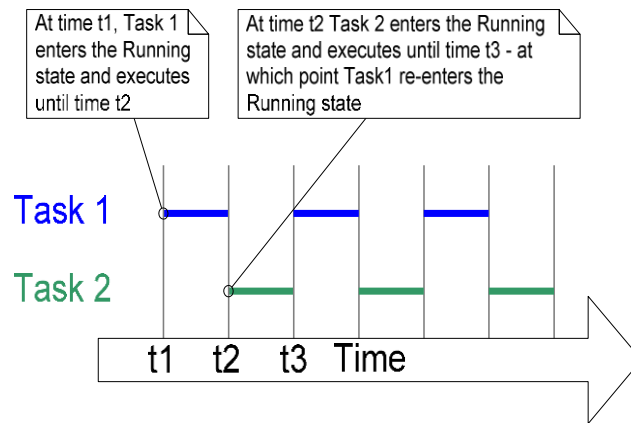 At time t1, Task 1
enters the Running
state and executes
until time t2
At time t2 Task 2 enters the Running
state and executes until time t3 - at
which point Task1 re-enters the
Running state
Task 1
Task 2
t1 t2 t3 Time